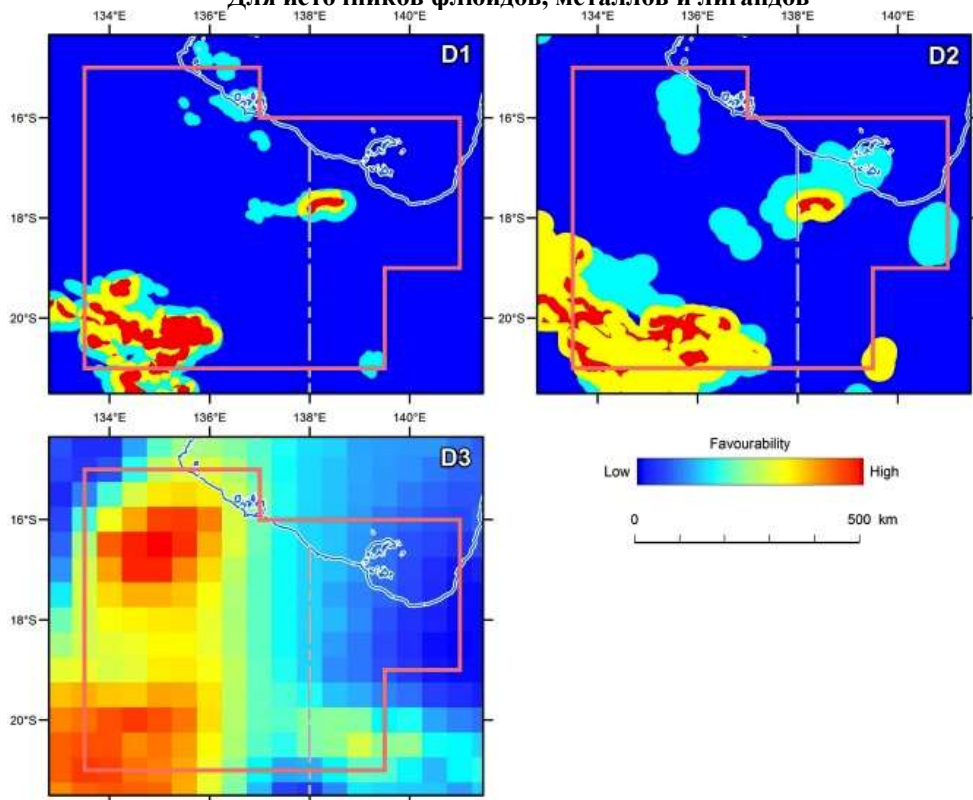 Для источников флюидов, металлов и лигандов
134°E 136°E 138°E 140°E 134°E 136°E 138°E 140°E
D1 D2
16°S 16°S
18°S 18°S
20°S 20°S
134°E 136°E 138°E 140°E
D3
Favourability
Low High
16°S
0 500 km
18°S
20°S